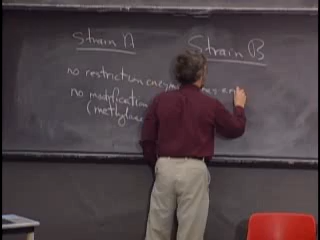 Strain A
Strain B
no restriction enzyme
no modification
(methylase